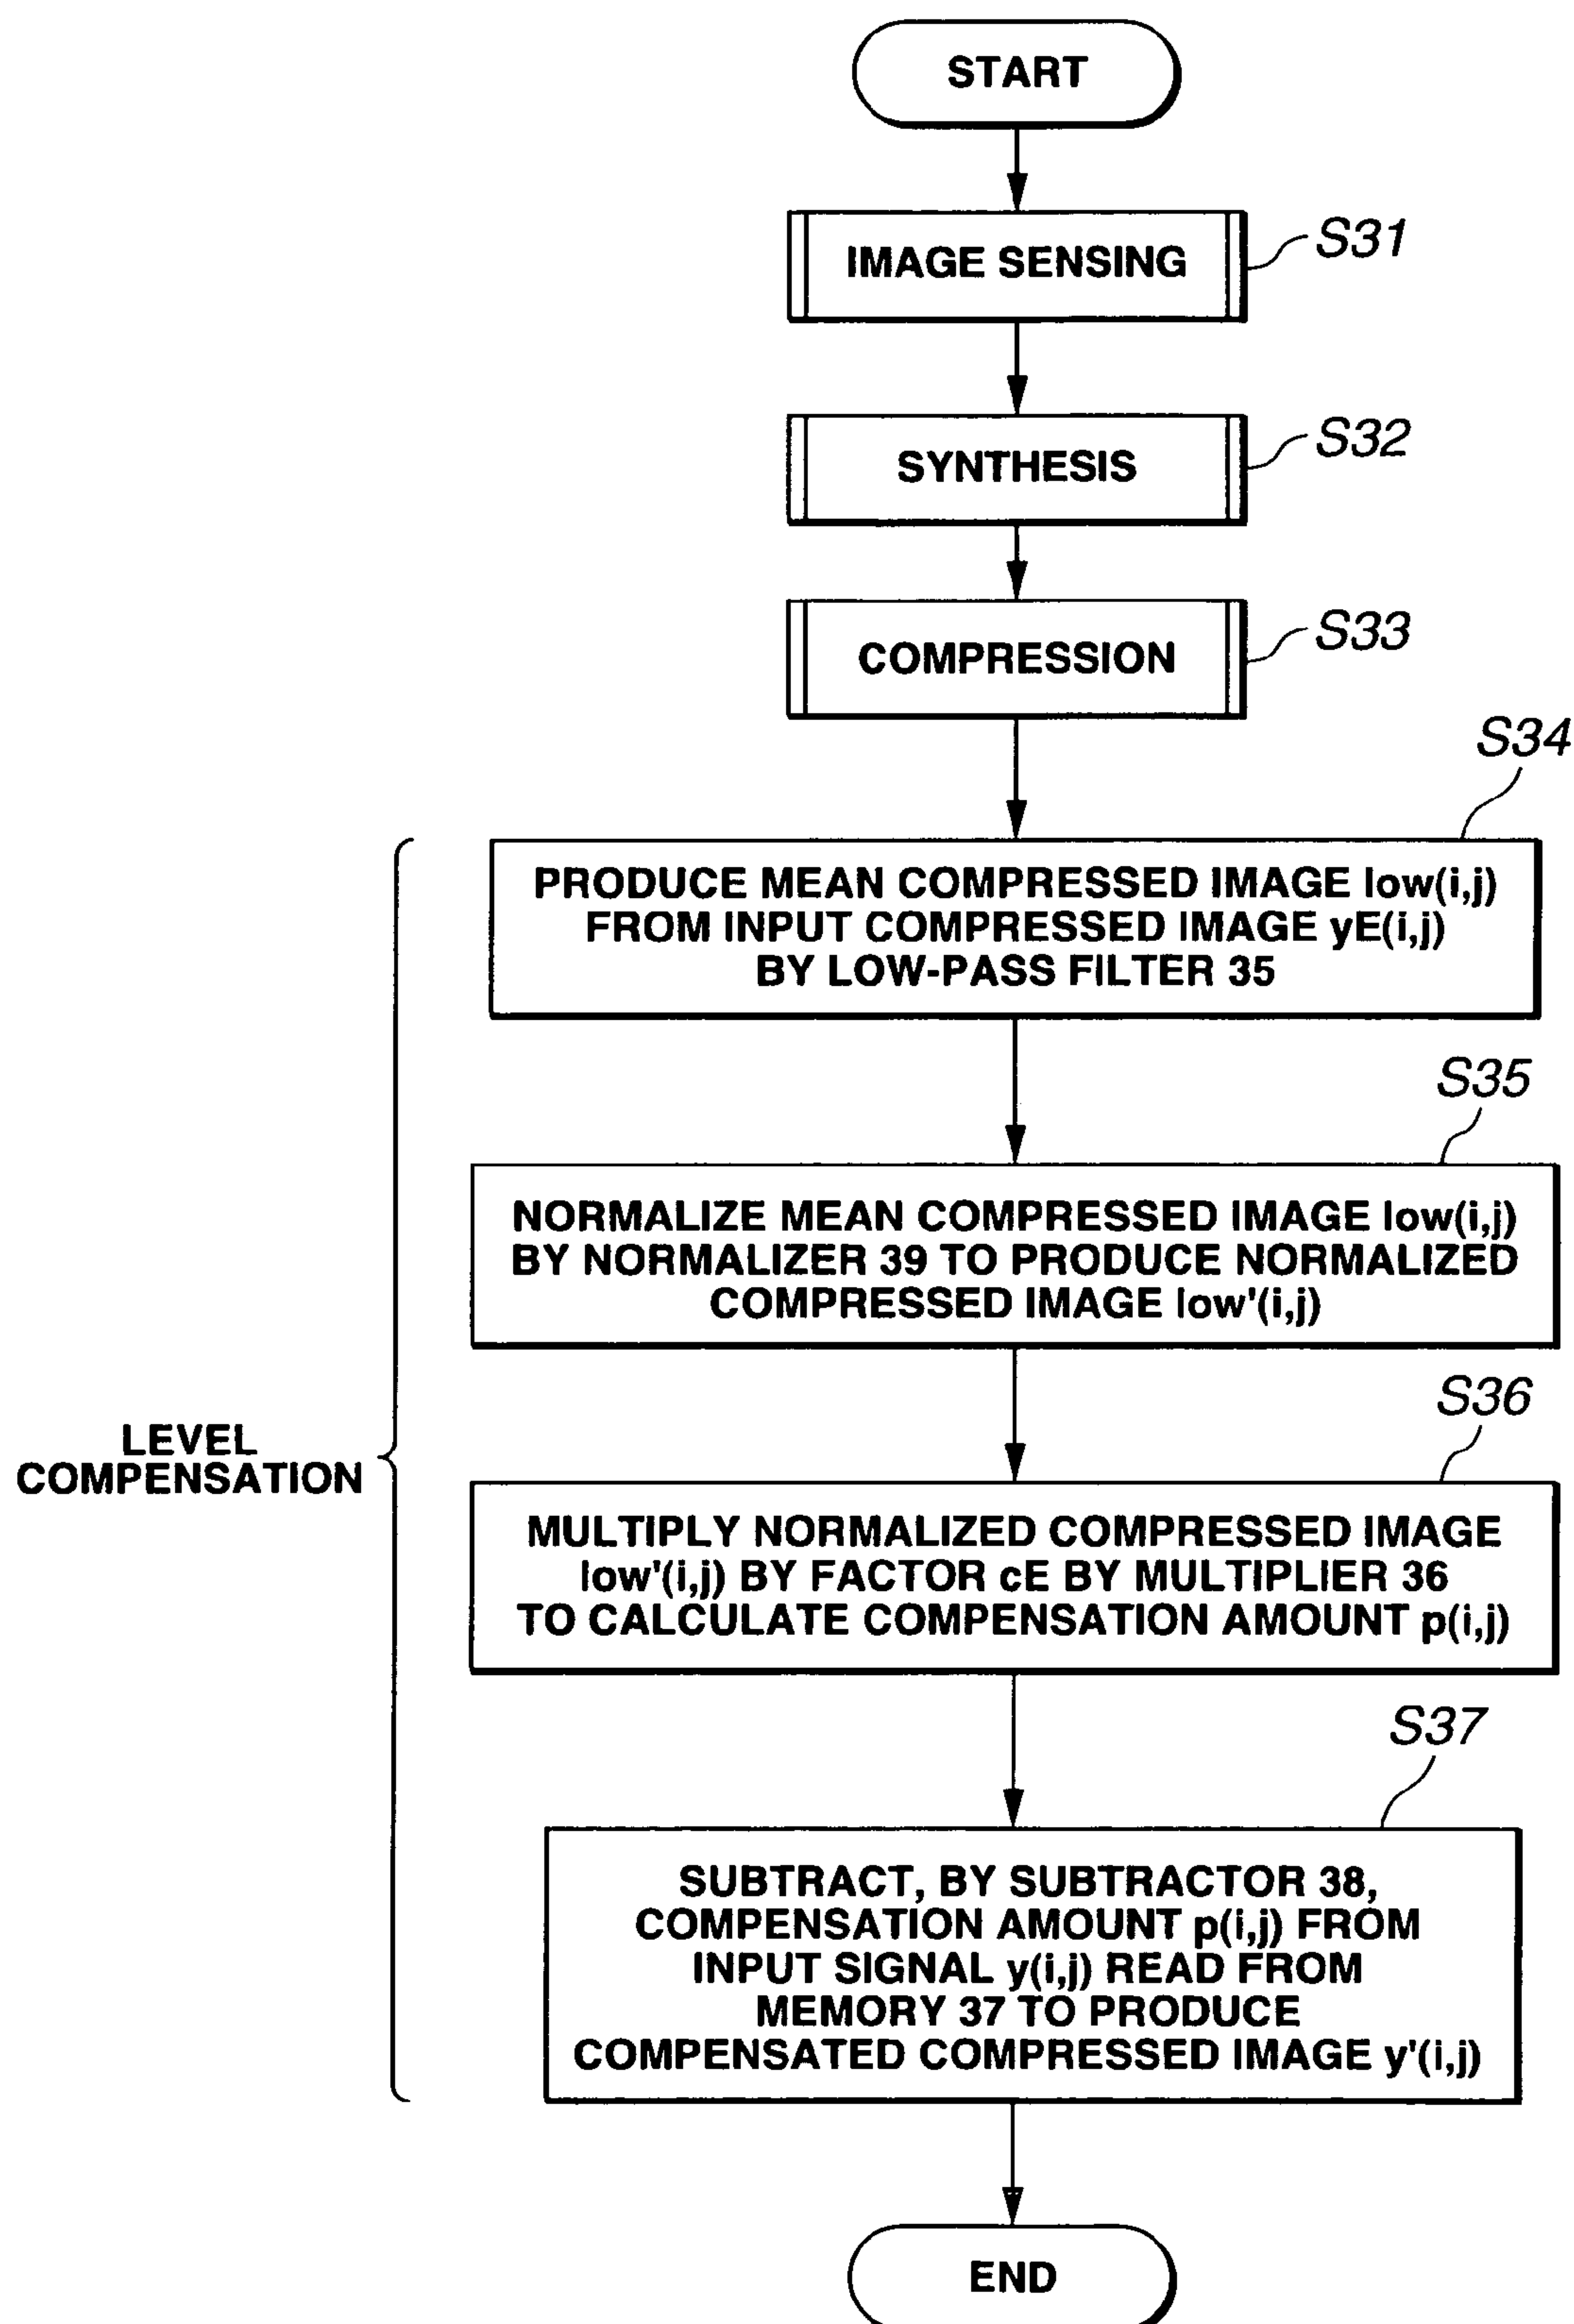 START
IMAGE SENSING
S31
SYNTHESIS
S32
COMPRESSION
S33
S34
PRODUCE MEAN COMPRESSED IMAGE low(i,j)
FROM INPUT COMPRESSED IMAGE yE(i,j)
BY LOW-PASS FILTER 35
S35
NORMALIZE MEAN COMPRESSED IMAGE low(i,j)
BY NORMALIZER 39 TO PRODUCE NORMALIZED
COMPRESSED IMAGE low'(i,j)
LEVEL
COMPENSATION
S36
MULTIPLY NORMALIZED COMPRESSED IMAGE
low'(i,j) BY FACTOR cE BY MULTIPLIER 36
TO CALCULATE COMPENSATION AMOUNT p(i,j)
S37
SUBTRACT, BY SUBTRACTOR 38,
COMPENSATION AMOUNT p(i,j) FROM
INPUT SIGNAL y(i,j) READ FROM
MEMORY 37 TO PRODUCE
COMPENSATED COMPRESSED IMAGE y'(i,j)
END